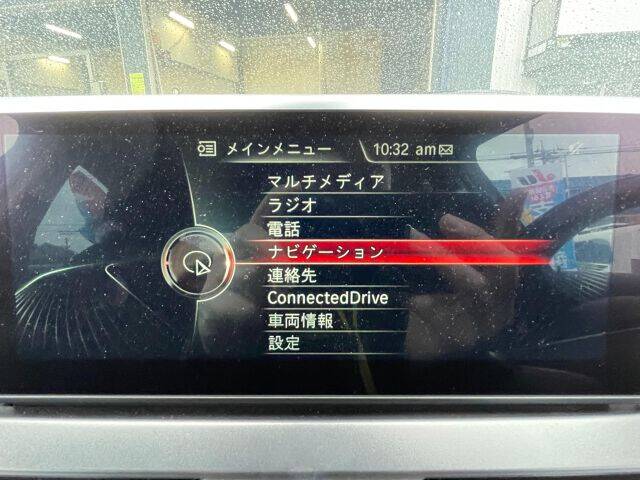 メインメニュー 10:32 am
マルチメディア
ラジオ
電話
ナビゲーション
連絡先
ConnectedDrive
車両情報
設定